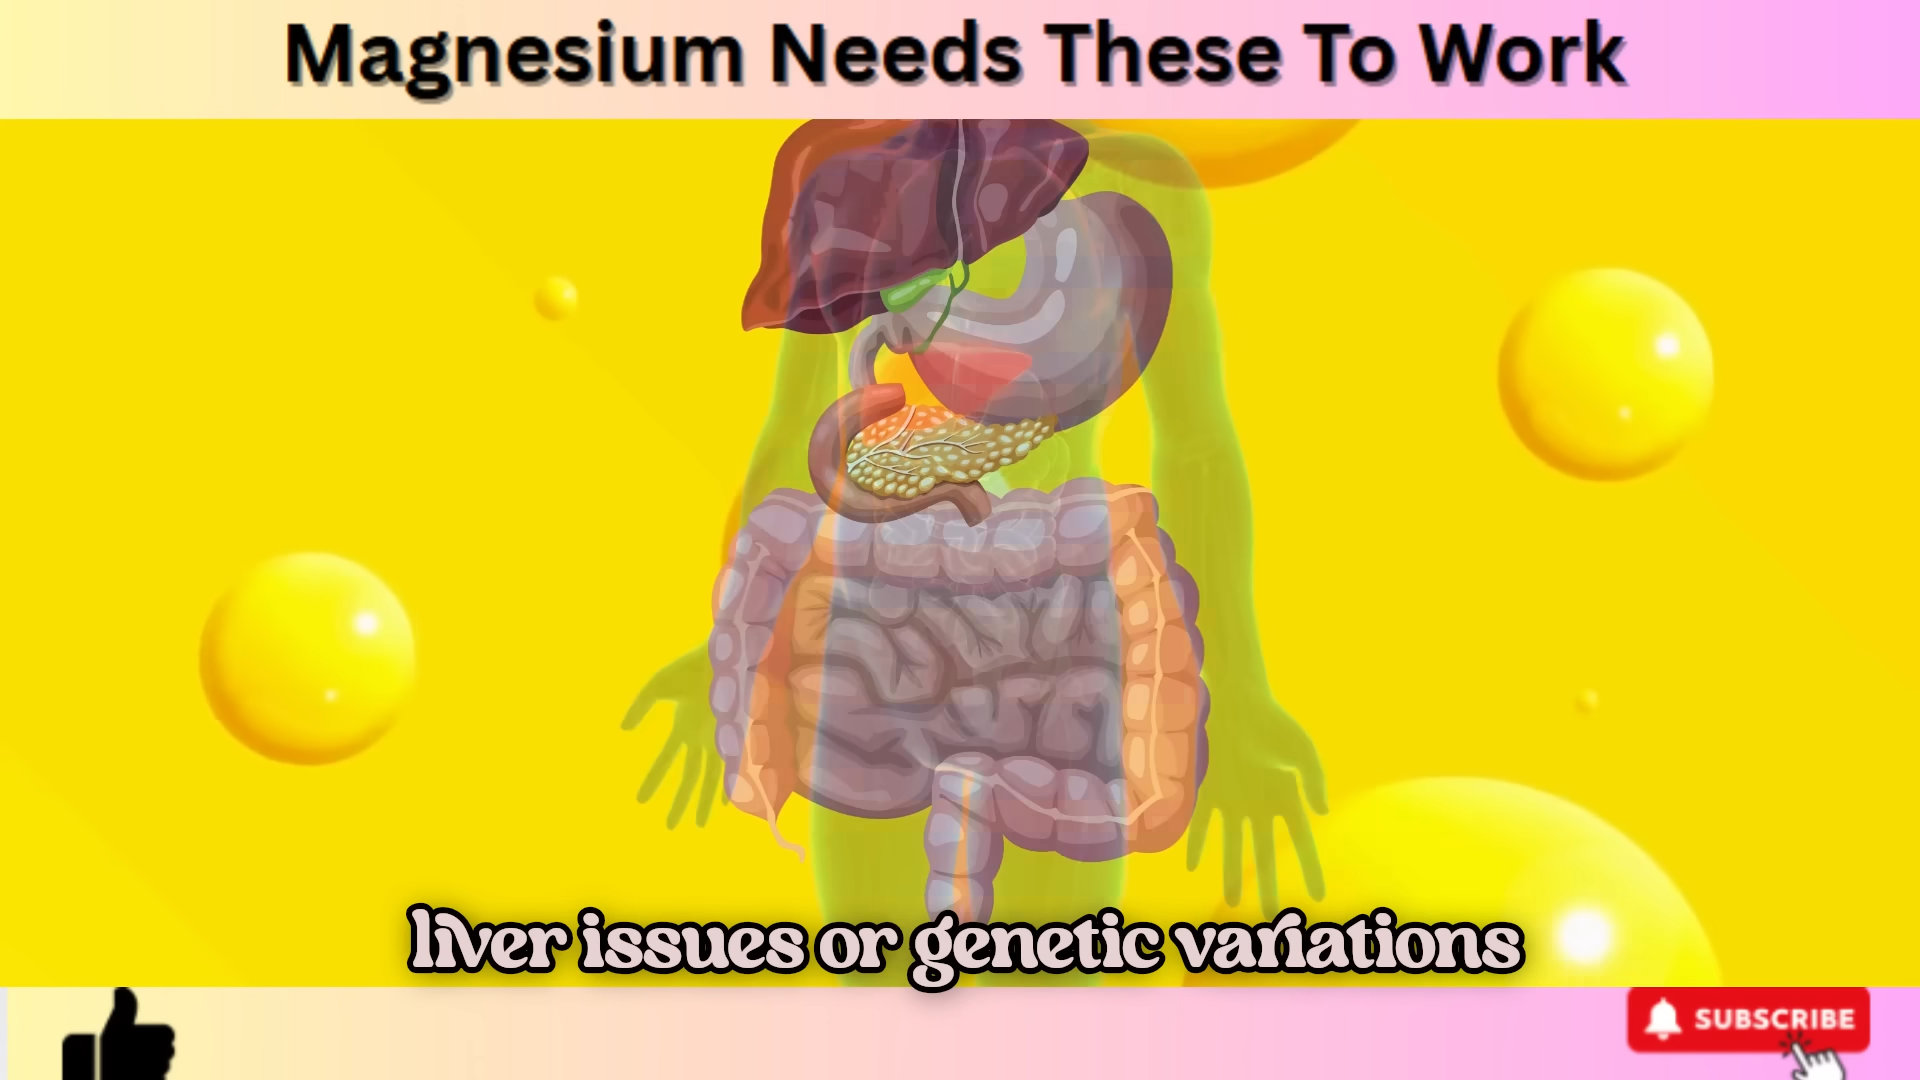 Magnesium Needs These To Work
liver issues or genetic variations
SUBSCRIBE